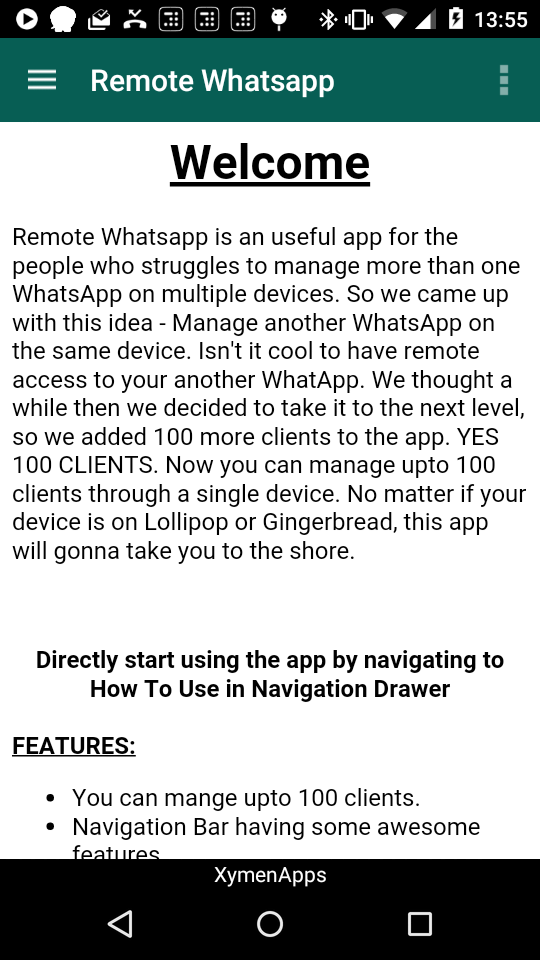 13:55
Remote Whatsapp
Welcome
Remote Whatsapp is an useful app for the
people who struggles to manage more than one
WhatsApp on multiple devices. So we came up
with this idea - Manage another WhatsApp on
the same device. Isn't it cool to have remote
access to your another WhatApp. We thought a
while then we decided to take it to the next level,
so we added 100 more clients to the app. YES
100 CLIENTS. Now you can manage upto 100
clients through a single device. No matter if your
device is on Lollipop or Gingerbread, this app
will gonna take you to the shore.
Directly start using the app by navigating to
How To Use in Navigation Drawer
FEATURES:
• You can mange upto 100 clients.
• Navigation Bar having some awesome
features
XymenApps